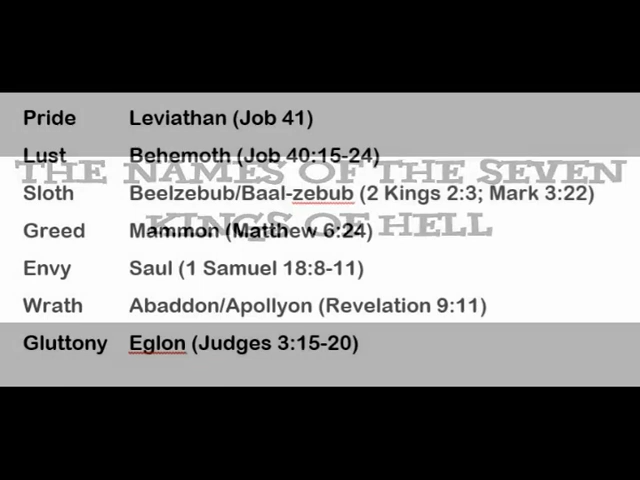 Pride Leviathan (Job 41)
Lust Behemoth (Job 40:15-24)
THE NAMES OF THE SEVEN
Sloth Beelzebub/Baal-zebub (2 Kings 2:3; Mark 3:22)
KINGS OF HELL
Greed Mammon (Matthew 6:24)
Envy Saul (1 Samuel 18:8-11)
Wrath Abaddon/Apollyon (Revelation 9:11)
Gluttony Eglon (Judges 3:15-20)